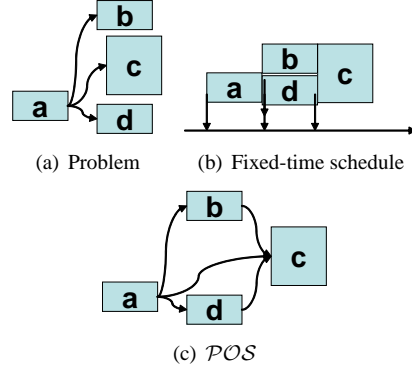 b
c
a
d
(a) Problem
b
a d c
(b) Fixed-time schedule
b
c
a
d
(c) POS